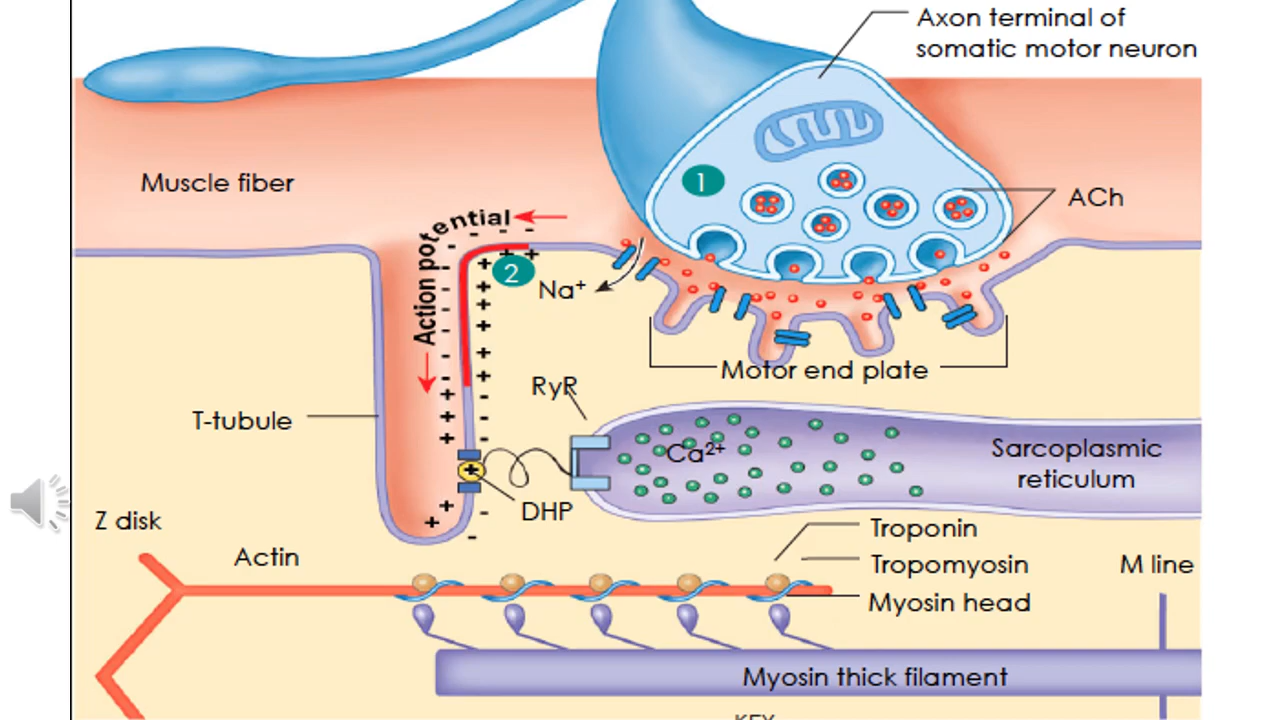 Axon terminal of
somatic motor neuron
Muscle fiber
1
ACh
Action potential
- - - - - - - - - -
+ + + + + + + +
2
Na⁺
Motor end plate
RyR
T-tubule
Ca²⁺
Sarcoplasmic
reticulum
DHP
Z disk
Troponin
Actin
Tropomyosin
M line
Myosin head
Myosin thick filament
KEY